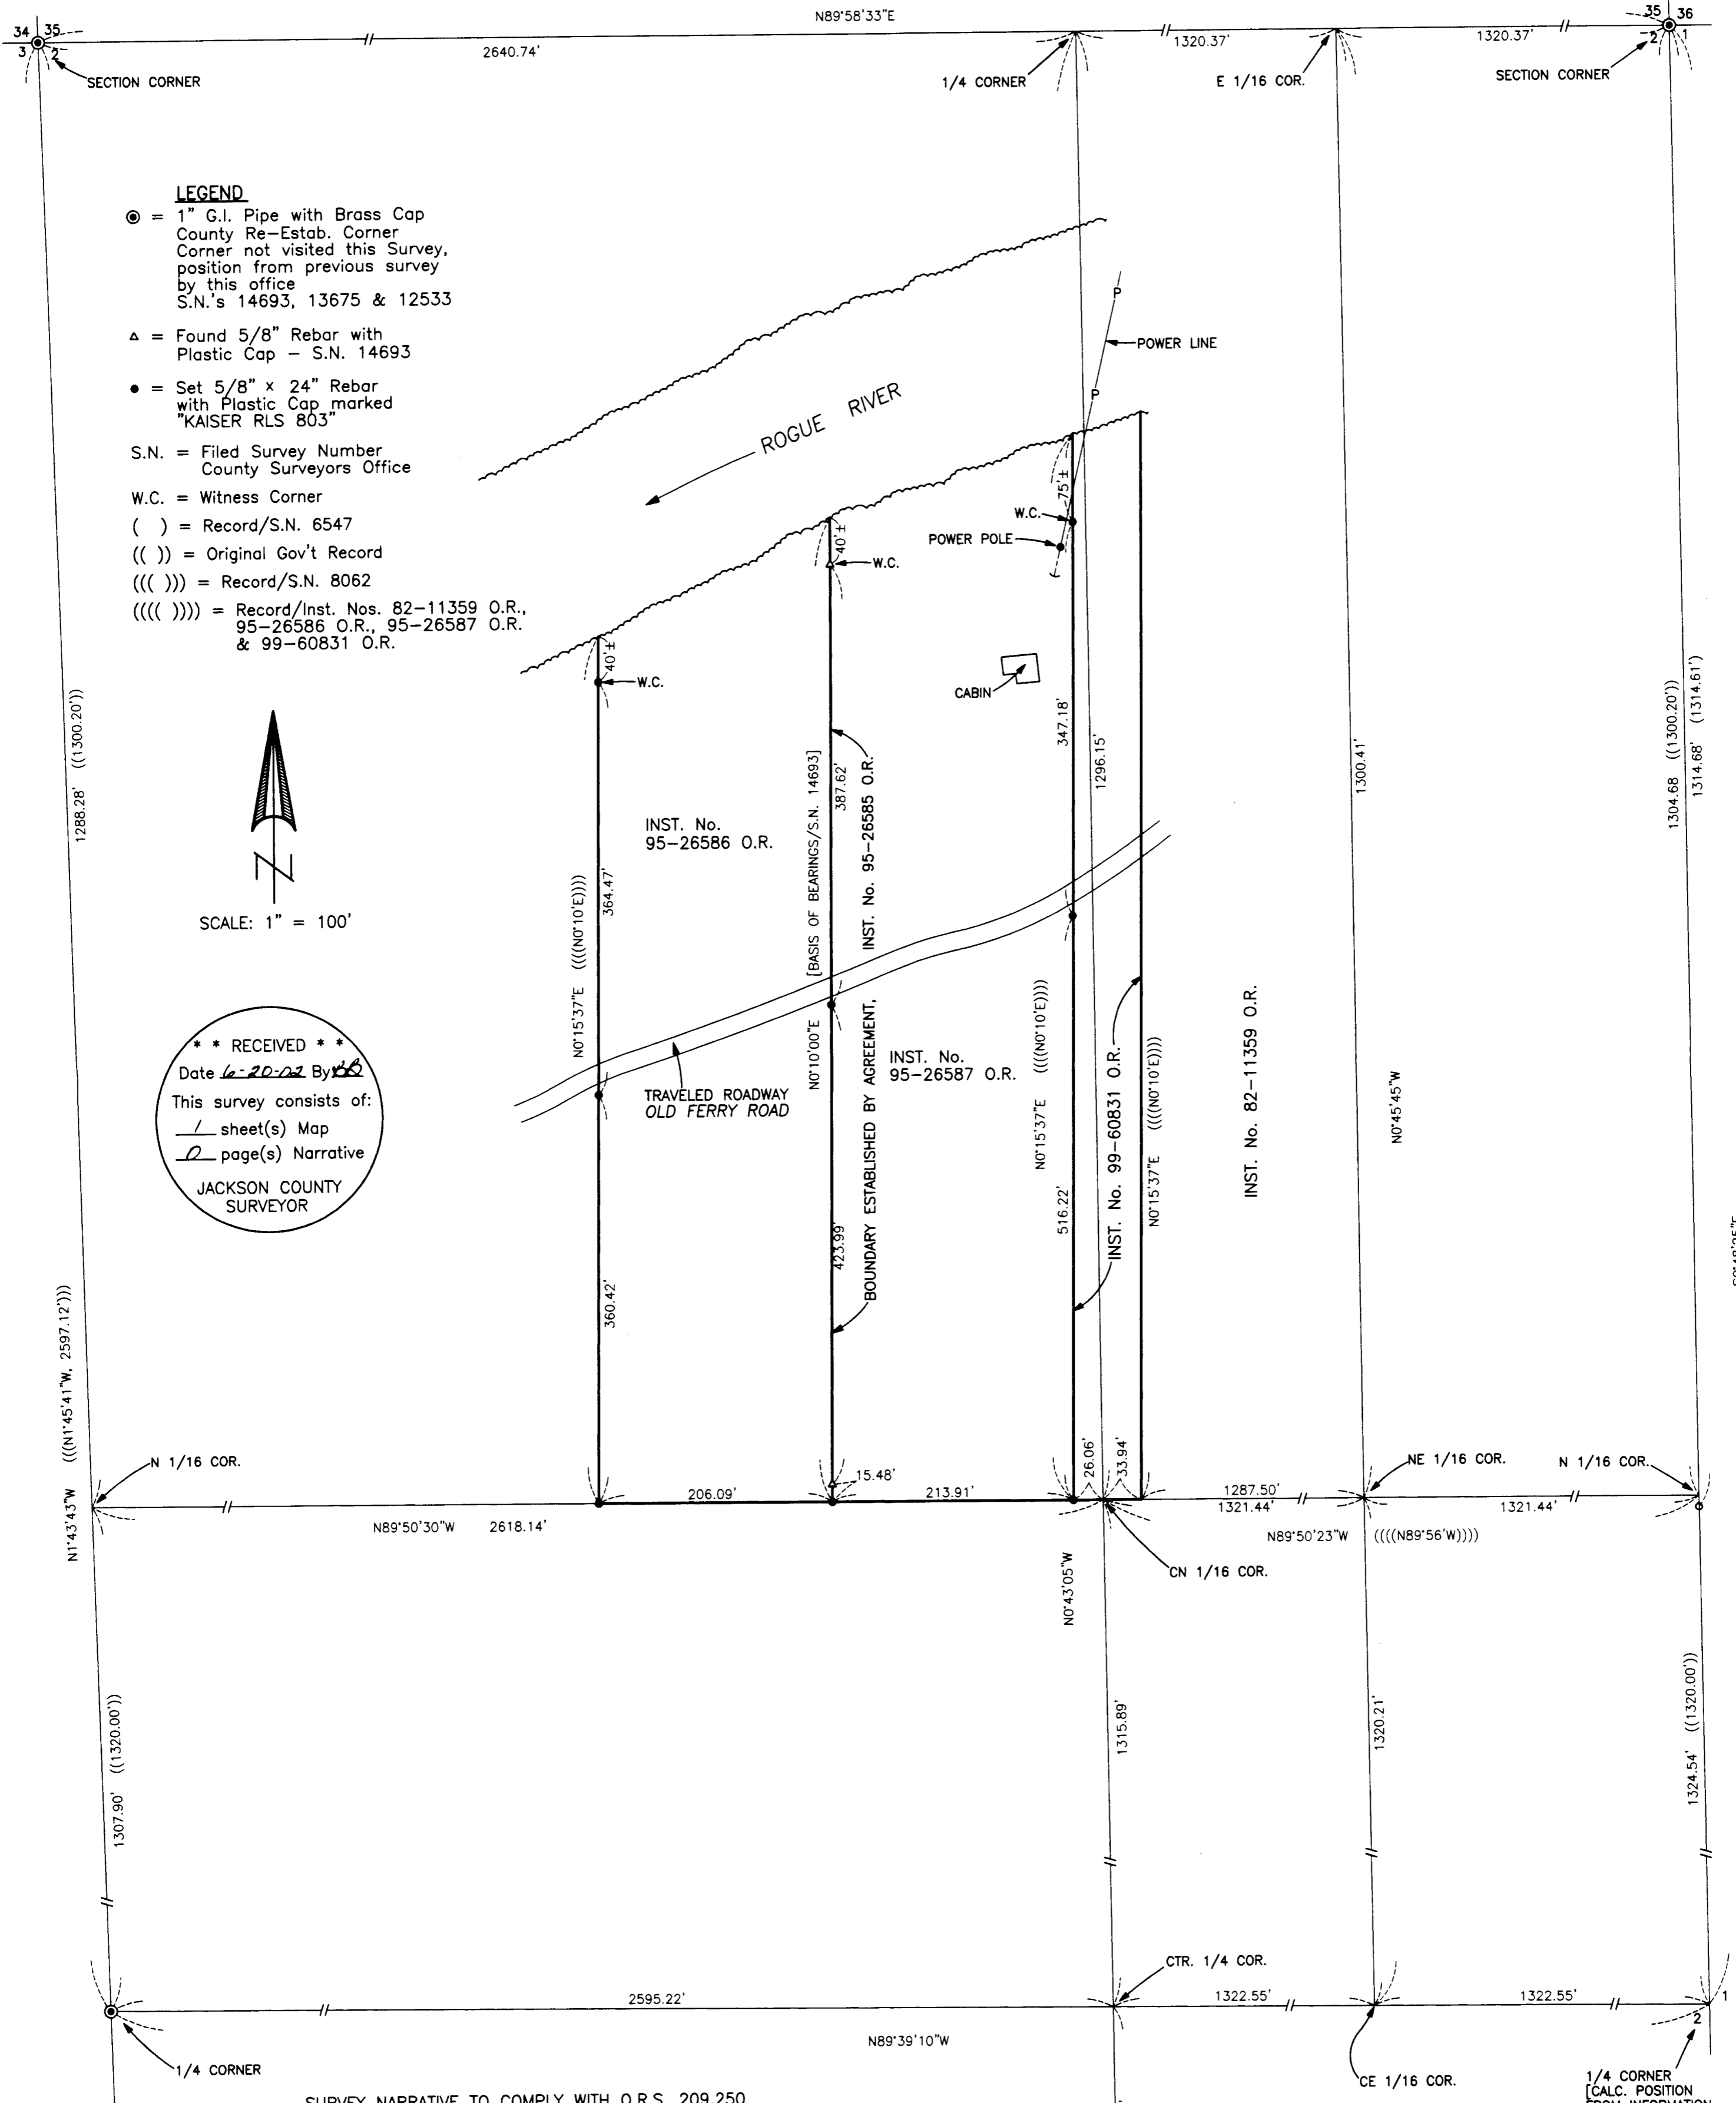 N89°58'33"E
34 35
3 2
2640.74'
1320.37'
1320.37'
35 36
2 1
SECTION CORNER
1/4 CORNER
E 1/16 COR.
SECTION CORNER
LEGEND
= 1" G.I. Pipe with Brass Cap
County Re-Estab. Corner
Corner not visited this Survey,
position from previous survey
by this office
S.N.'s 14693, 13675 & 12533
= Found 5/8" Rebar with
Plastic Cap - S.N. 14693
= Set 5/8" x 24" Rebar
with Plastic Cap marked
"KAISER RLS 803"
S.N. = Filed Survey Number
County Surveyors Office
W.C. = Witness Corner
( ) = Record/S.N. 6547
(( )) = Original Gov't Record
((( ))) = Record/S.N. 8062
(((( )))) = Record/Inst. Nos. 82-11359 O.R.,
95-26586 O.R., 95-26587 O.R.
& 99-60831 O.R.
P
POWER LINE
P
ROGUE RIVER
75'±
W.C.
POWER POLE
40'±
W.C.
40'±
W.C.
CABIN
1288.28' ((1300.20'))
347.18'
1296.15'
1300.41'
1304.68 ((1300.20'))
1314.68' (1314.61')
INST. No.
95-26586 O.R.
[BASIS OF BEARINGS/S.N. 14693]
387.62'
INST. No. 95-26585 O.R.
N0°15'37"E ((((N0°10'E))))
364.47'
SCALE: 1" = 100'
N
* * RECEIVED * *
Date 6-20-02 By BB
This survey consists of:
1 sheet(s) Map
0 page(s) Narrative
JACKSON COUNTY
SURVEYOR
TRAVELED ROADWAY
OLD FERRY ROAD
N0°10'00"E
BOUNDARY ESTABLISHED BY AGREEMENT,
INST. No.
95-26587 O.R.
N0°15'37"E ((((N0°10'E))))
INST. No. 99-60831 O.R.
N0°15'37"E ((((N0°10'E))))
INST. No. 82-11359 O.R.
N0°45'45"W
360.42'
423.99'
516.22'
N1°43'43"W (((N1°45'41"W, 2597.12')))
N 1/16 COR.
15.48'
26.06'
33.94'
NE 1/16 COR.
N 1/16 COR.
206.09'
213.91'
1287.50'
1321.44'
1321.44'
N89°50'30"W 2618.14'
N89°50'23"W ((((N89°56'W))))
CN 1/16 COR.
N0°43'05"W
1307.90' ((1320.00'))
1315.89'
1320.21'
1324.54' ((1320.00'))
CTR. 1/4 COR.
2595.22'
1322.55'
1322.55'
1
2
N89°39'10"W
1/4 CORNER
CE 1/16 COR.
1/4 CORNER
[CALC. POSITION
FROM INFORMATION
SURVEY NARRATIVE TO COMPLY WITH O.R.S. 209.250